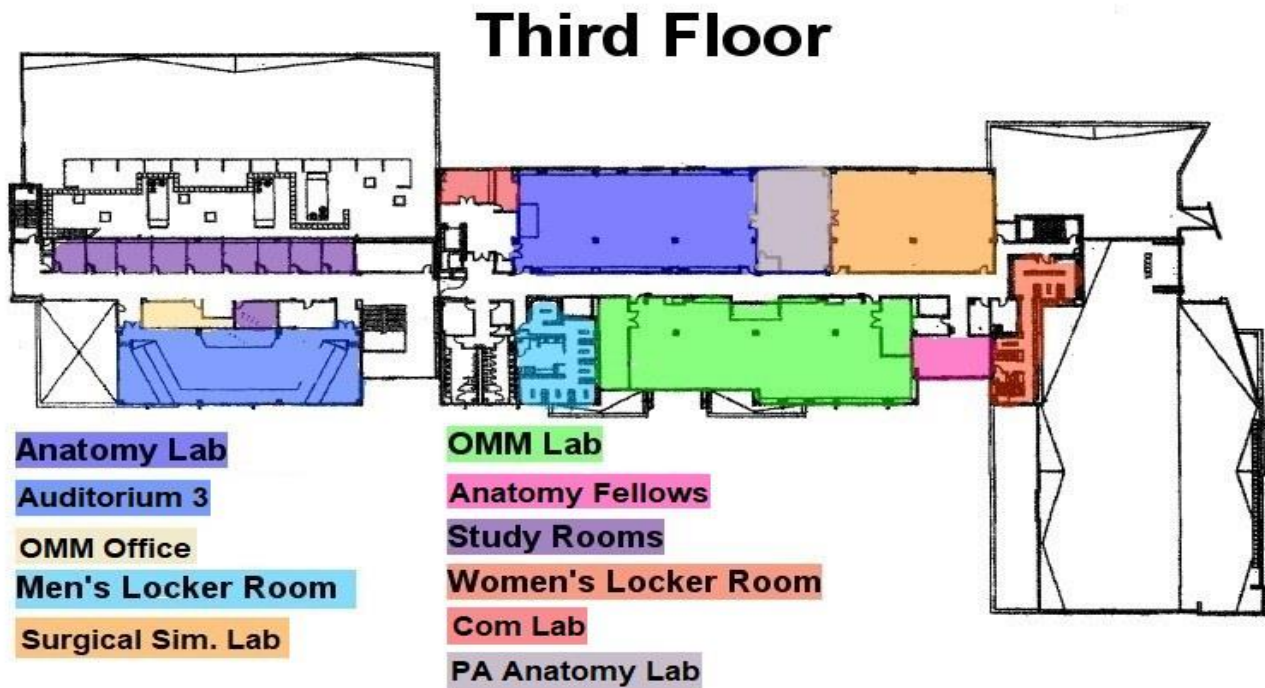 Third Floor
Anatomy Lab
Auditorium 3
OMM Office
Men's Locker Room
Surgical Sim. Lab
OMM Lab
Anatomy Fellows
Study Rooms
Women's Locker Room
Com Lab
PA Anatomy Lab